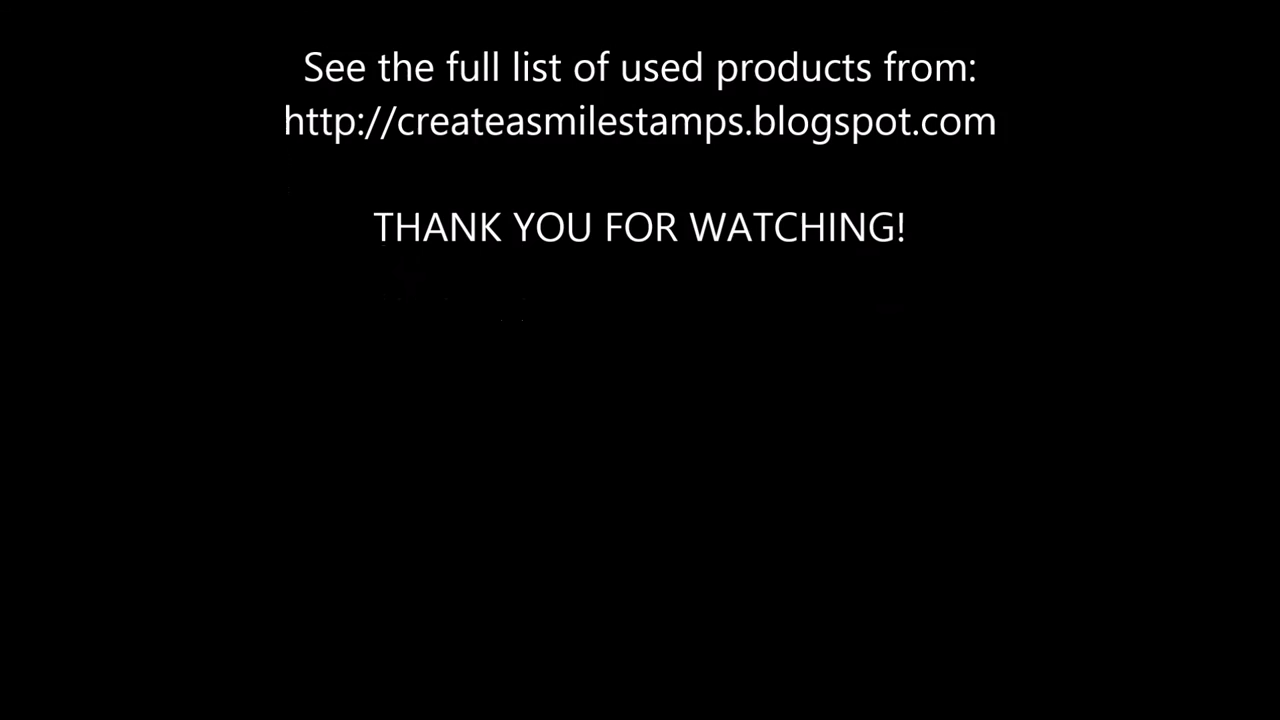 See the full list of used products from:
http://createasmilestamps.blogspot.com
THANK YOU FOR WATCHING!